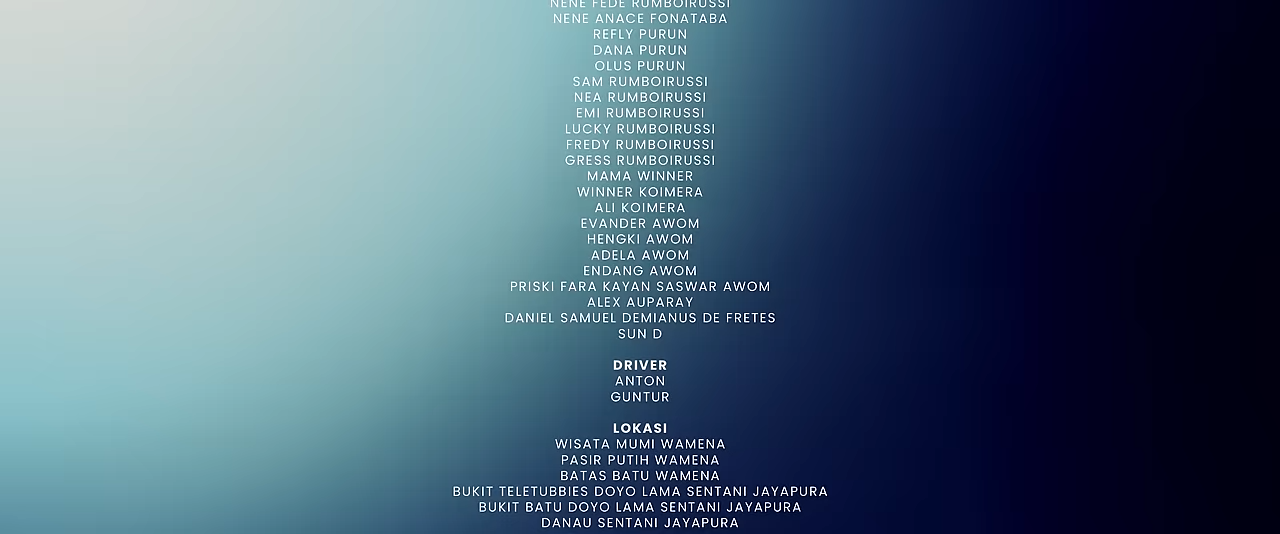 NENE FEDE RUMBOIRUSSI
NENE ANACE FONATABA
REFLY PURUN
DANA PURUN
OLUS PURUN
SAM RUMBOIRUSSI
NEA RUMBOIRUSSI
EMI RUMBOIRUSSI
LUCKY RUMBOIRUSSI
FREDY RUMBOIRUSSI
GRESS RUMBOIRUSSI
MAMA WINNER
WINNER KOIMERA
ALI KOIMERA
EVANDER AWOM
HENGKI AWOM
ADELA AWOM
ENDANG AWOM
PRISKI FARA KAYAN SASWAR AWOM
ALEX AUPARAY
DANIEL SAMUEL DEMIANUS DE FRETES
SUN D
DRIVER
ANTON
GUNTUR
LOKASI
WISATA MUMI WAMENA
PASIR PUTIH WAMENA
BATAS BATU WAMENA
BUKIT TELETUBBIES DOYO LAMA SENTANI JAYAPURA
BUKIT BATU DOYO LAMA SENTANI JAYAPURA
DANAU SENTANI JAYAPURA